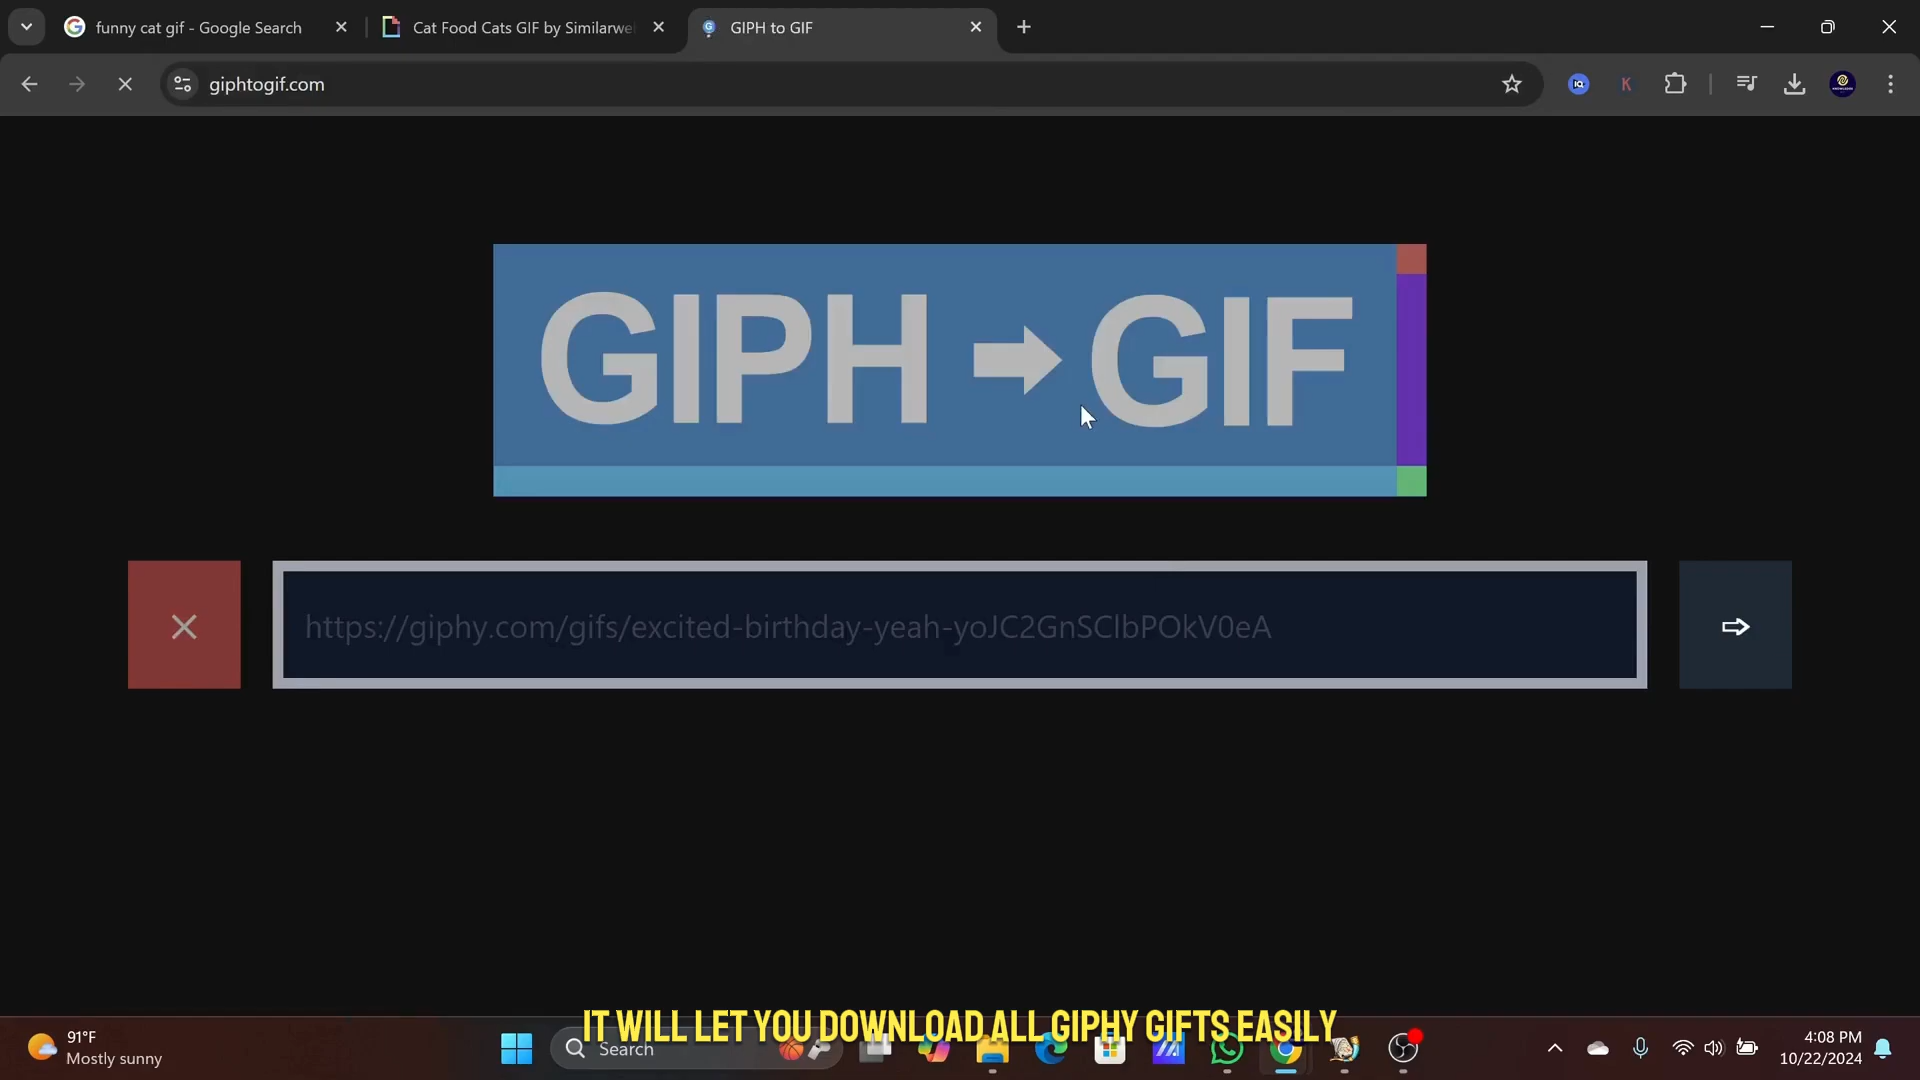 funny cat gif - Google Search
Cat Food Cats GIF by Similarwe
GIPH to GIF
giphtogif.com
GIPH ➡ GIF
https://giphy.com/gifs/excited-birthday-yeah-yoJC2GnSClbPOkV0eA
IT WILL LET YOU DOWNLOAD ALL GIPHY GIFTS EASILY
91°F
Mostly sunny
Search
4:08 PM
10/22/2024